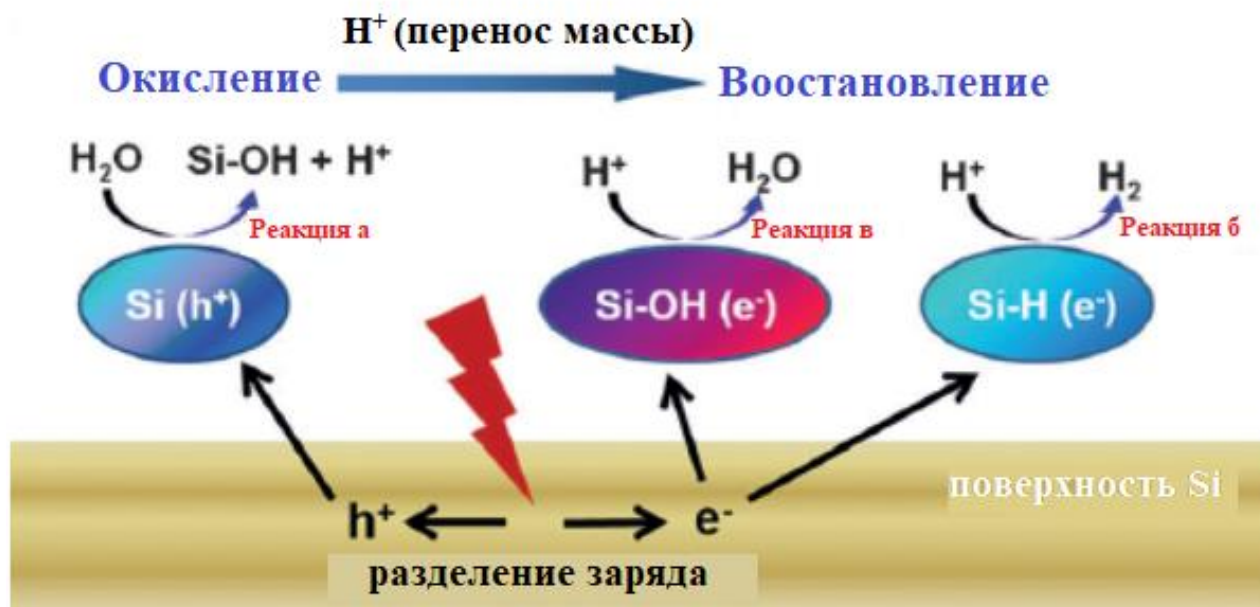 H⁺ (перенос массы)
Окисление Воостановление
H₂O Si-OH + H⁺ H⁺ H₂O H⁺ H₂
Реакция а Реакция в Реакция б
Si (h⁺) Si-OH (e⁻) Si-H (e⁻)
поверхность Si
h⁺ e⁻
разделение заряда